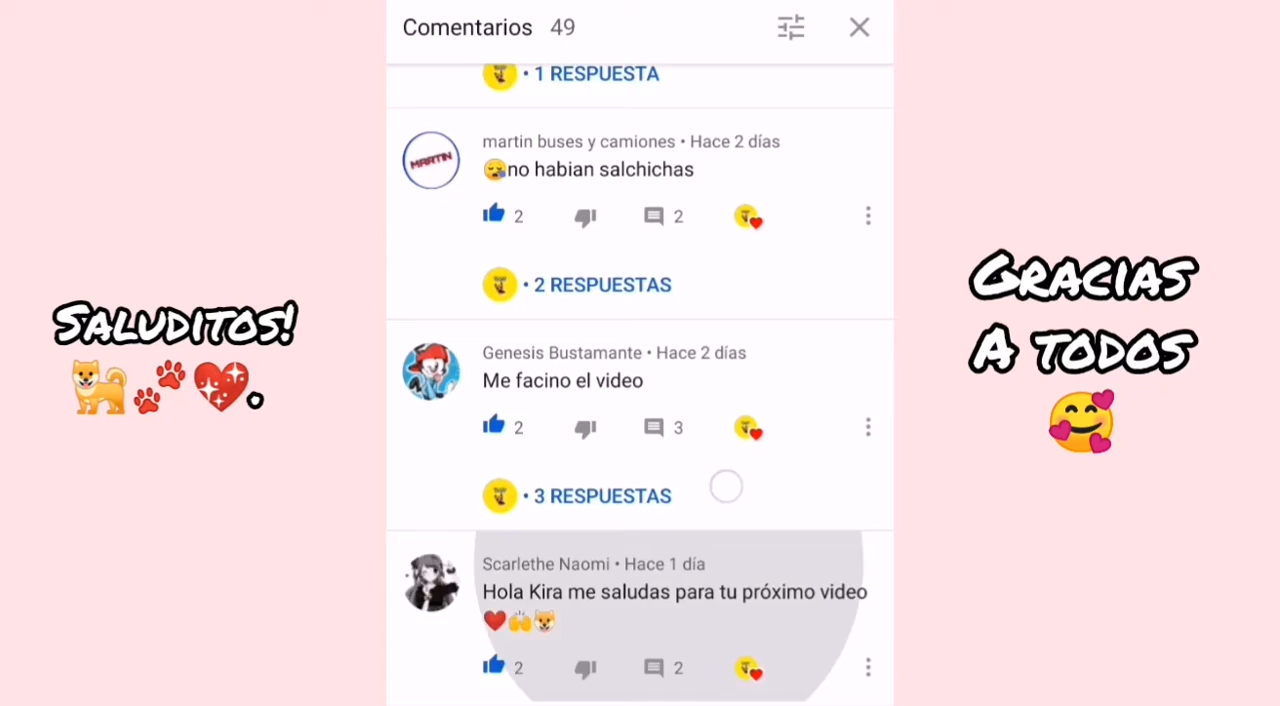 Comentarios 49
• 1 RESPUESTA
MARTIN
martin buses y camiones • Hace 2 días
😪no habian salchichas
2 2
• 2 RESPUESTAS
Genesis Bustamante • Hace 2 días
Me facino el video
2 3
• 3 RESPUESTAS
Scarlethe Naomi • Hace 1 día
Hola Kira me saludas para tu próximo video
❤️🙌🐶
2 2
Saluditos!
🐕🐾💖.
Gracias
a todos
🥰